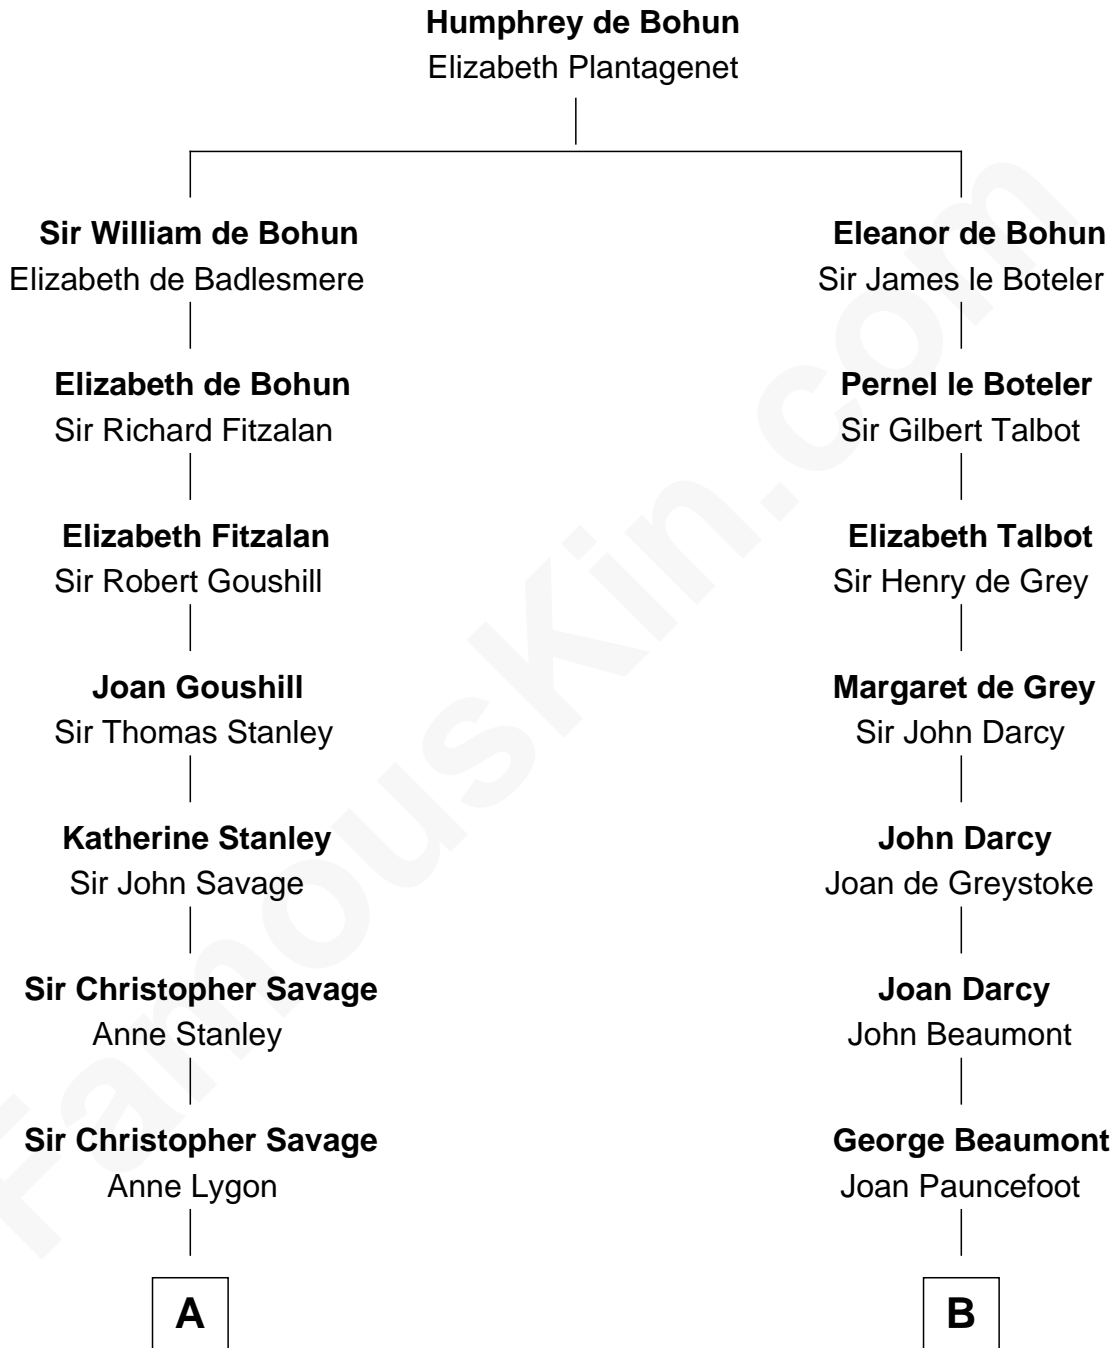 Humphrey de Bohun
Elizabeth Plantagenet
Sir William de Bohun
Elizabeth de Badlesmere
Eleanor de Bohun
Sir James le Boteler
Elizabeth de Bohun
Sir Richard Fitzalan
Pernel le Boteler
Sir Gilbert Talbot
Elizabeth Fitzalan
Sir Robert Goushill
Elizabeth Talbot
Sir Henry de Grey
Joan Goushill
Sir Thomas Stanley
Margaret de Grey
Sir John Darcy
Katherine Stanley
Sir John Savage
John Darcy
Joan de Greystoke
Sir Christopher Savage
Anne Stanley
Joan Darcy
John Beaumont
Sir Christopher Savage
Anne Lygon
George Beaumont
Joan Pauncefoot
A
B
FamousKin.com